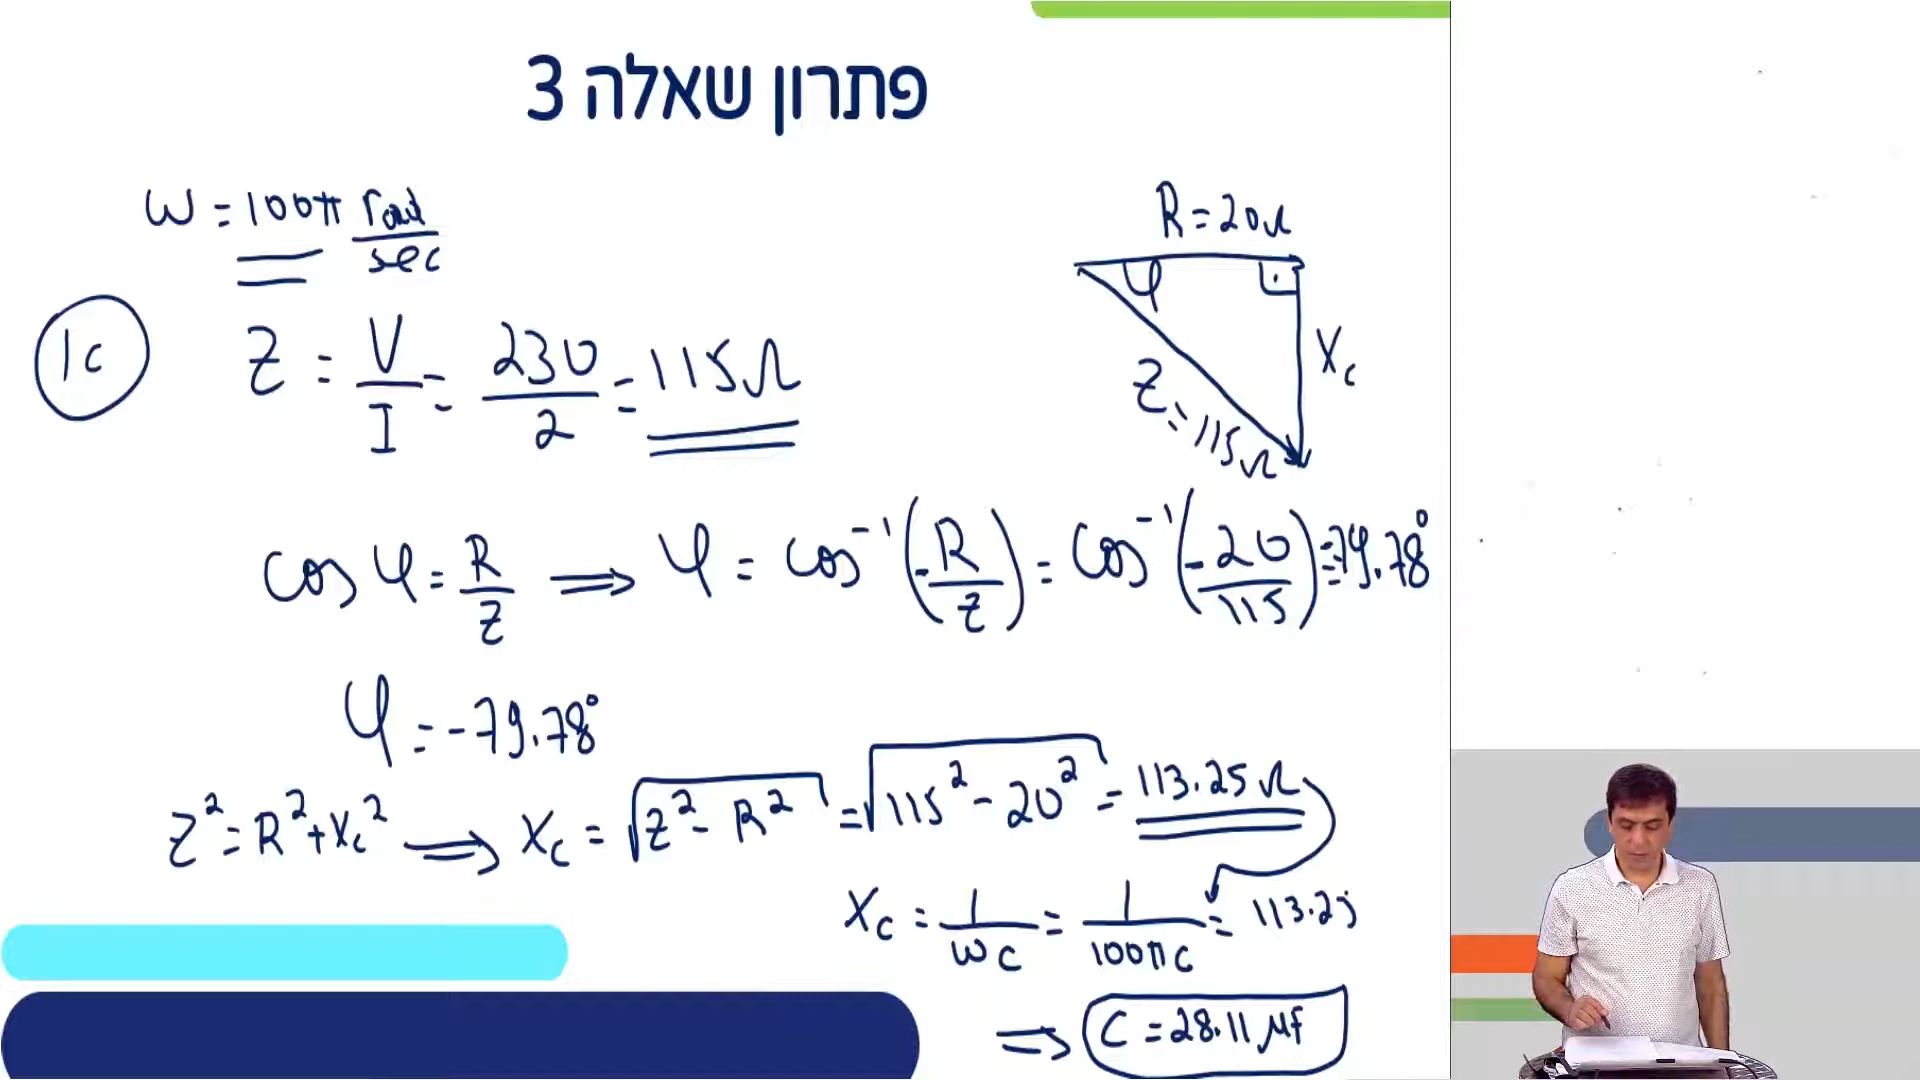 פתרון שאלה 3
ω = 100π rad/sec
R = 20Ω
φ
Xc
Z = 115Ω
1c
Z = V/I = 230/2 = 115Ω
cos φ = R/Z ⟹ φ = cos⁻¹(-R/Z) = cos⁻¹(-20/115) = 79.78°
φ = -79.78°
Z² = R² + Xc² ⟹ Xc = √(Z² - R²) = √(115² - 20²) = 113.25Ω
Xc = 1/ωC = 1/100πC = 113.25
⟹ C = 28.11 μf